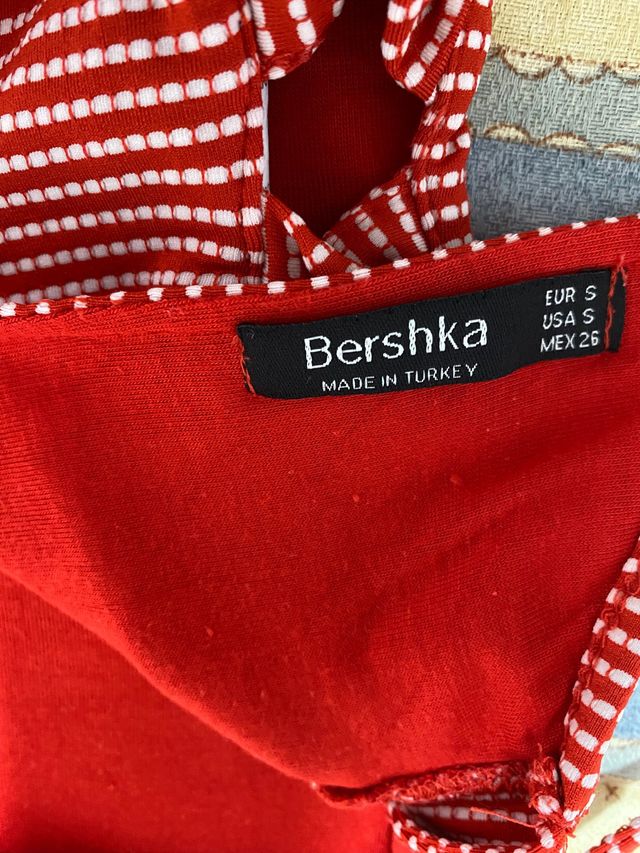 Bershka
MADE IN TURKEY
EUR S
USA S
MEX 26